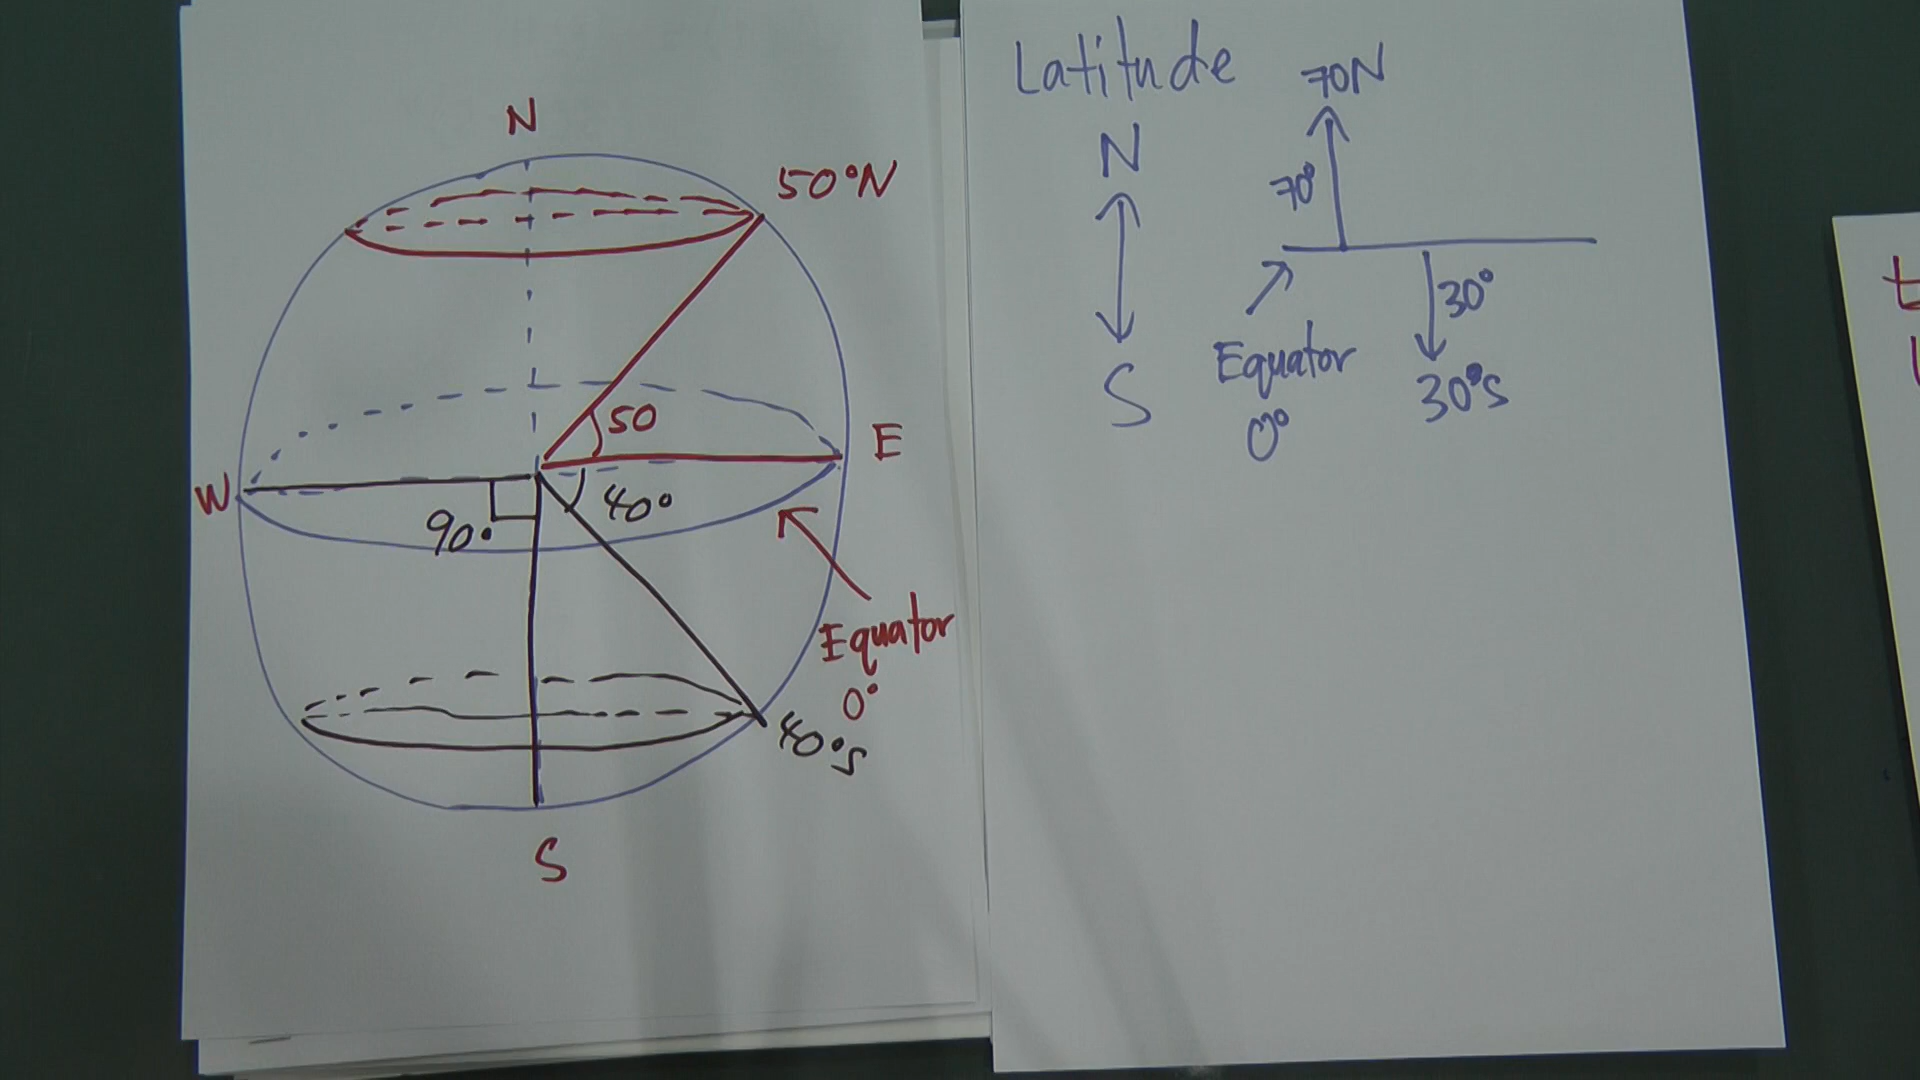 N
50°N
50
E
W
90°
40°
Equator
0°
40°S
S
Latitude
70N
N
70°
30°
Equator
0°
S
30°S